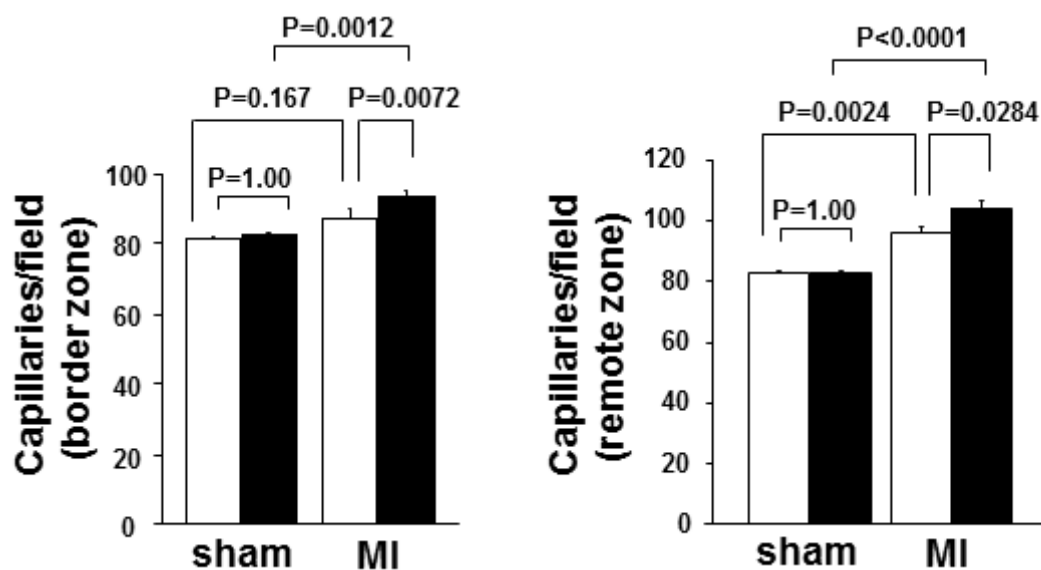 P=0.0012
P=0.167
P=0.0072
P=1.00
100
80
60
40
20
0
Capillaries/field
(border zone)
sham
MI
P<0.0001
P=0.0024
P=0.0284
P=1.00
120
100
80
60
40
20
0
Capillaries/field
(remote zone)
sham
MI